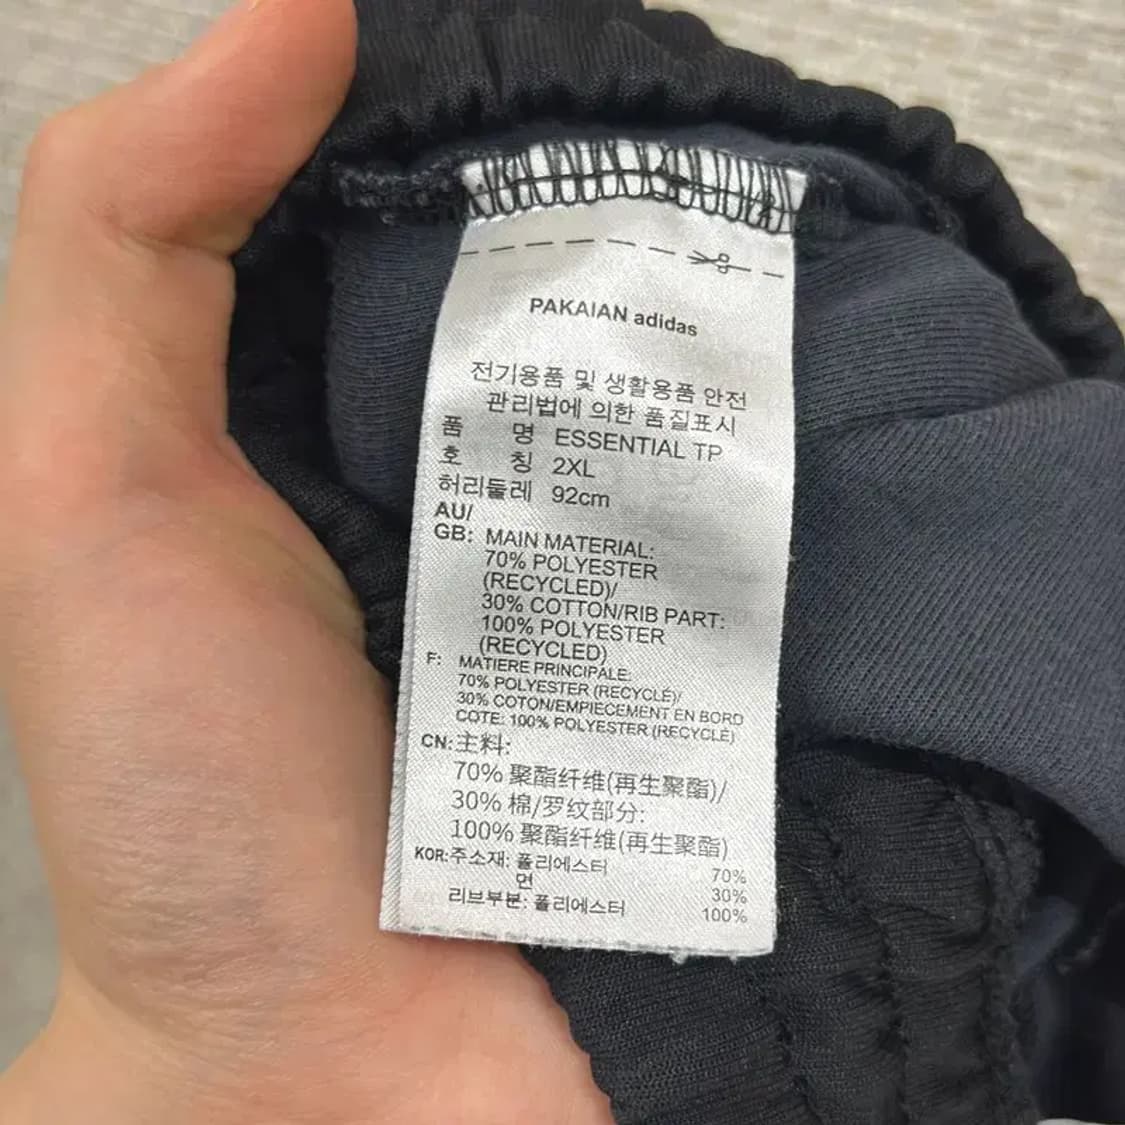 PAKAIAN adidas
전기용품 및 생활용품 안전
관리법에 의한 품질표시
품 명 ESSENTIAL TP
호 칭 2XL
허리둘레 92cm
AU/
GB: MAIN MATERIAL:
70% POLYESTER
(RECYCLED)/
30% COTTON/RIB PART:
100% POLYESTER
(RECYCLED)
F: MATIERE PRINCIPALE:
70% POLYESTER (RECYCLÉ)/
30% COTON/EMPIECEMENT EN BORD
COTE: 100% POLYESTER (RECYCLÉ)
CN: 主料:
70% 聚酯纤维(再生聚酯)/
30% 棉/罗纹部分:
100% 聚酯纤维(再生聚酯)
KOR: 주소재: 폴리에스터 70%
면 30%
리브부분: 폴리에스터 100%